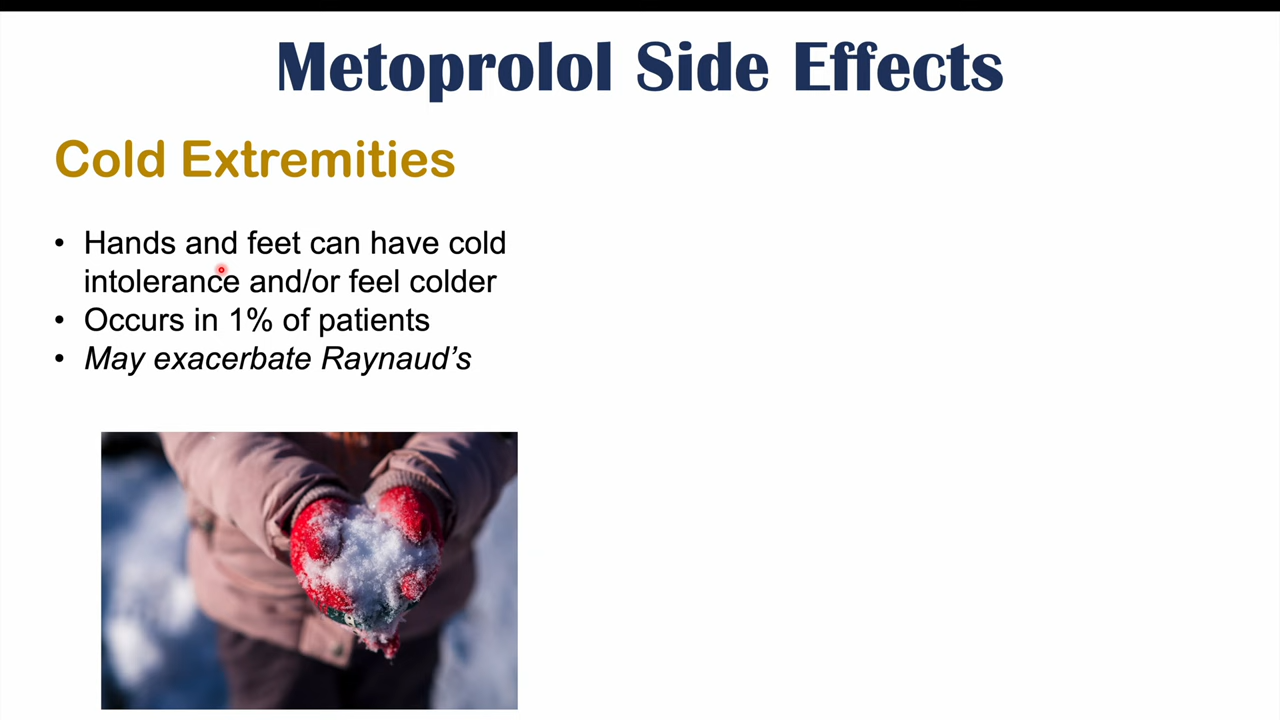 Metoprolol Side Effects
Cold Extremities
• Hands and feet can have cold
intolerance and/or feel colder
• Occurs in 1% of patients
• May exacerbate Raynaud’s